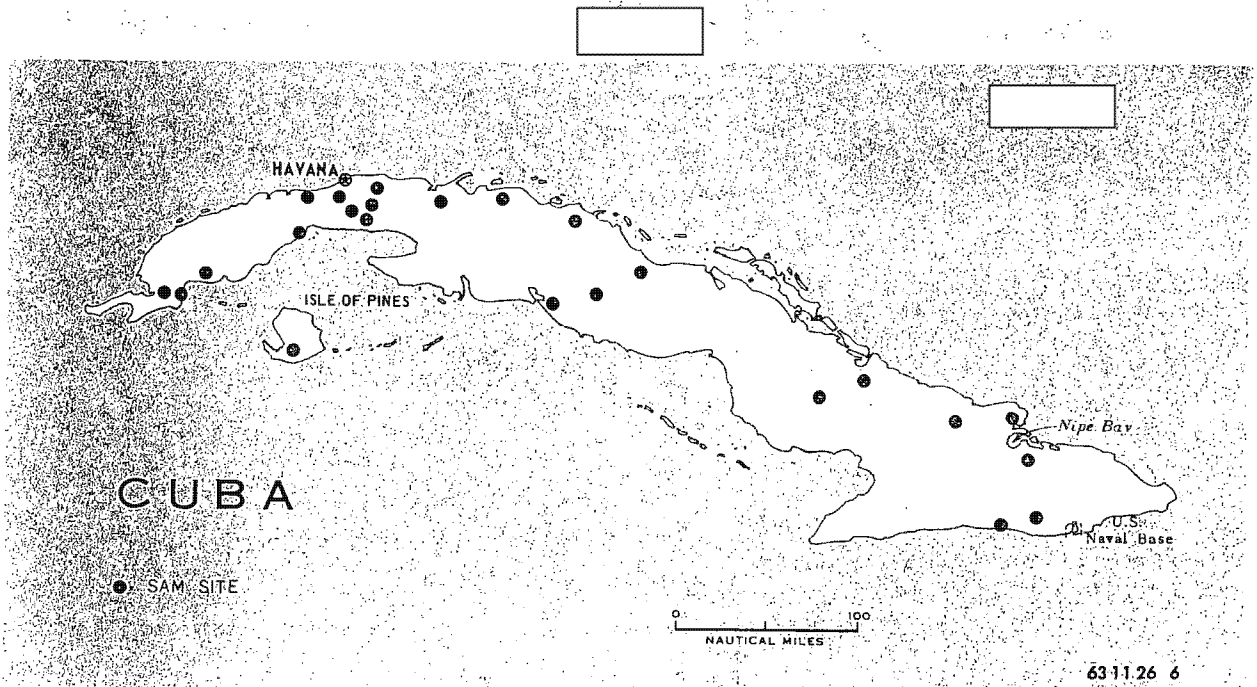 HAVANA
ISLE OF PINES
Nipe Bay
CUBA
U.S.
Naval Base
SAM SITE
0 100
NAUTICAL MILES
63 11 26 6